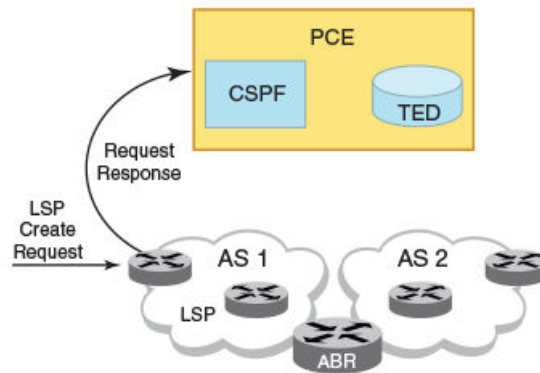 PCE
CSPF
TED
Request
Response
LSP
Create
Request
AS 1
AS 2
LSP
ABR